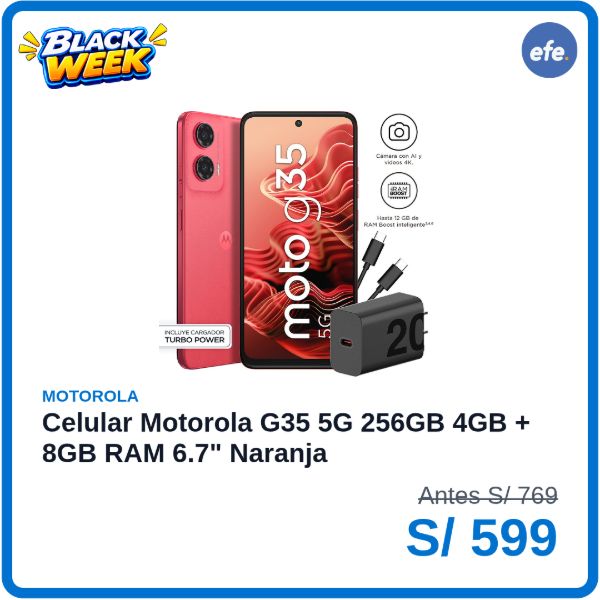 BLACK
WEEK
efe.
moto g35
5G
Cámara con AI y
videos 4K.
RAM
BOOST
Hasta 12 GB de
RAM Boost inteligente
INCLUYE CARGADOR
TURBO POWER
20
MOTOROLA
Celular Motorola G35 5G 256GB 4GB +
8GB RAM 6.7" Naranja
Antes S/ 769
S/ 599